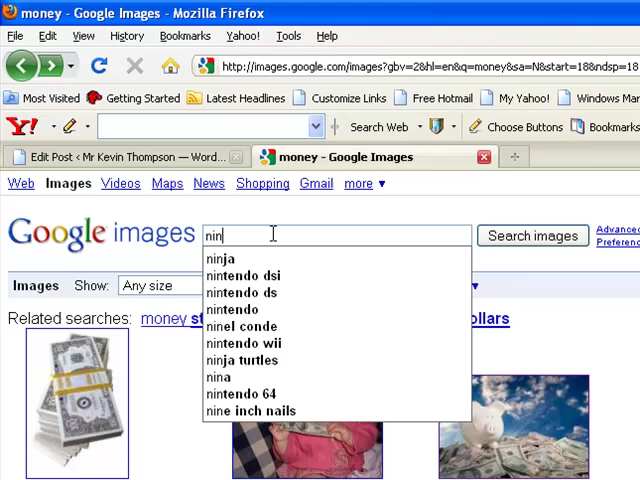 money - Google Images - Mozilla Firefox
File Edit View History Bookmarks Yahoo! Tools Help
http://images.google.com/images?gbv=2&hl=en&q=money&sa=N&start=18&ndsp=18
Most Visited Getting Started Latest Headlines Customize Links Free Hotmail My Yahoo! Windows Ma
Y! Search Web Choose Buttons Bookmarks
Edit Post ‹ Mr Kevin Thompson — Word... money - Google Images
Web Images Videos Maps News Shopping Gmail more ▼
Google images nin Search images Advanced
Preferenc
Images Show: Any size
Related searches: money ollars
ninja
nintendo dsi
nintendo ds
nintendo
ninel conde
nintendo wii
ninja turtles
nina
nintendo 64
nine inch nails